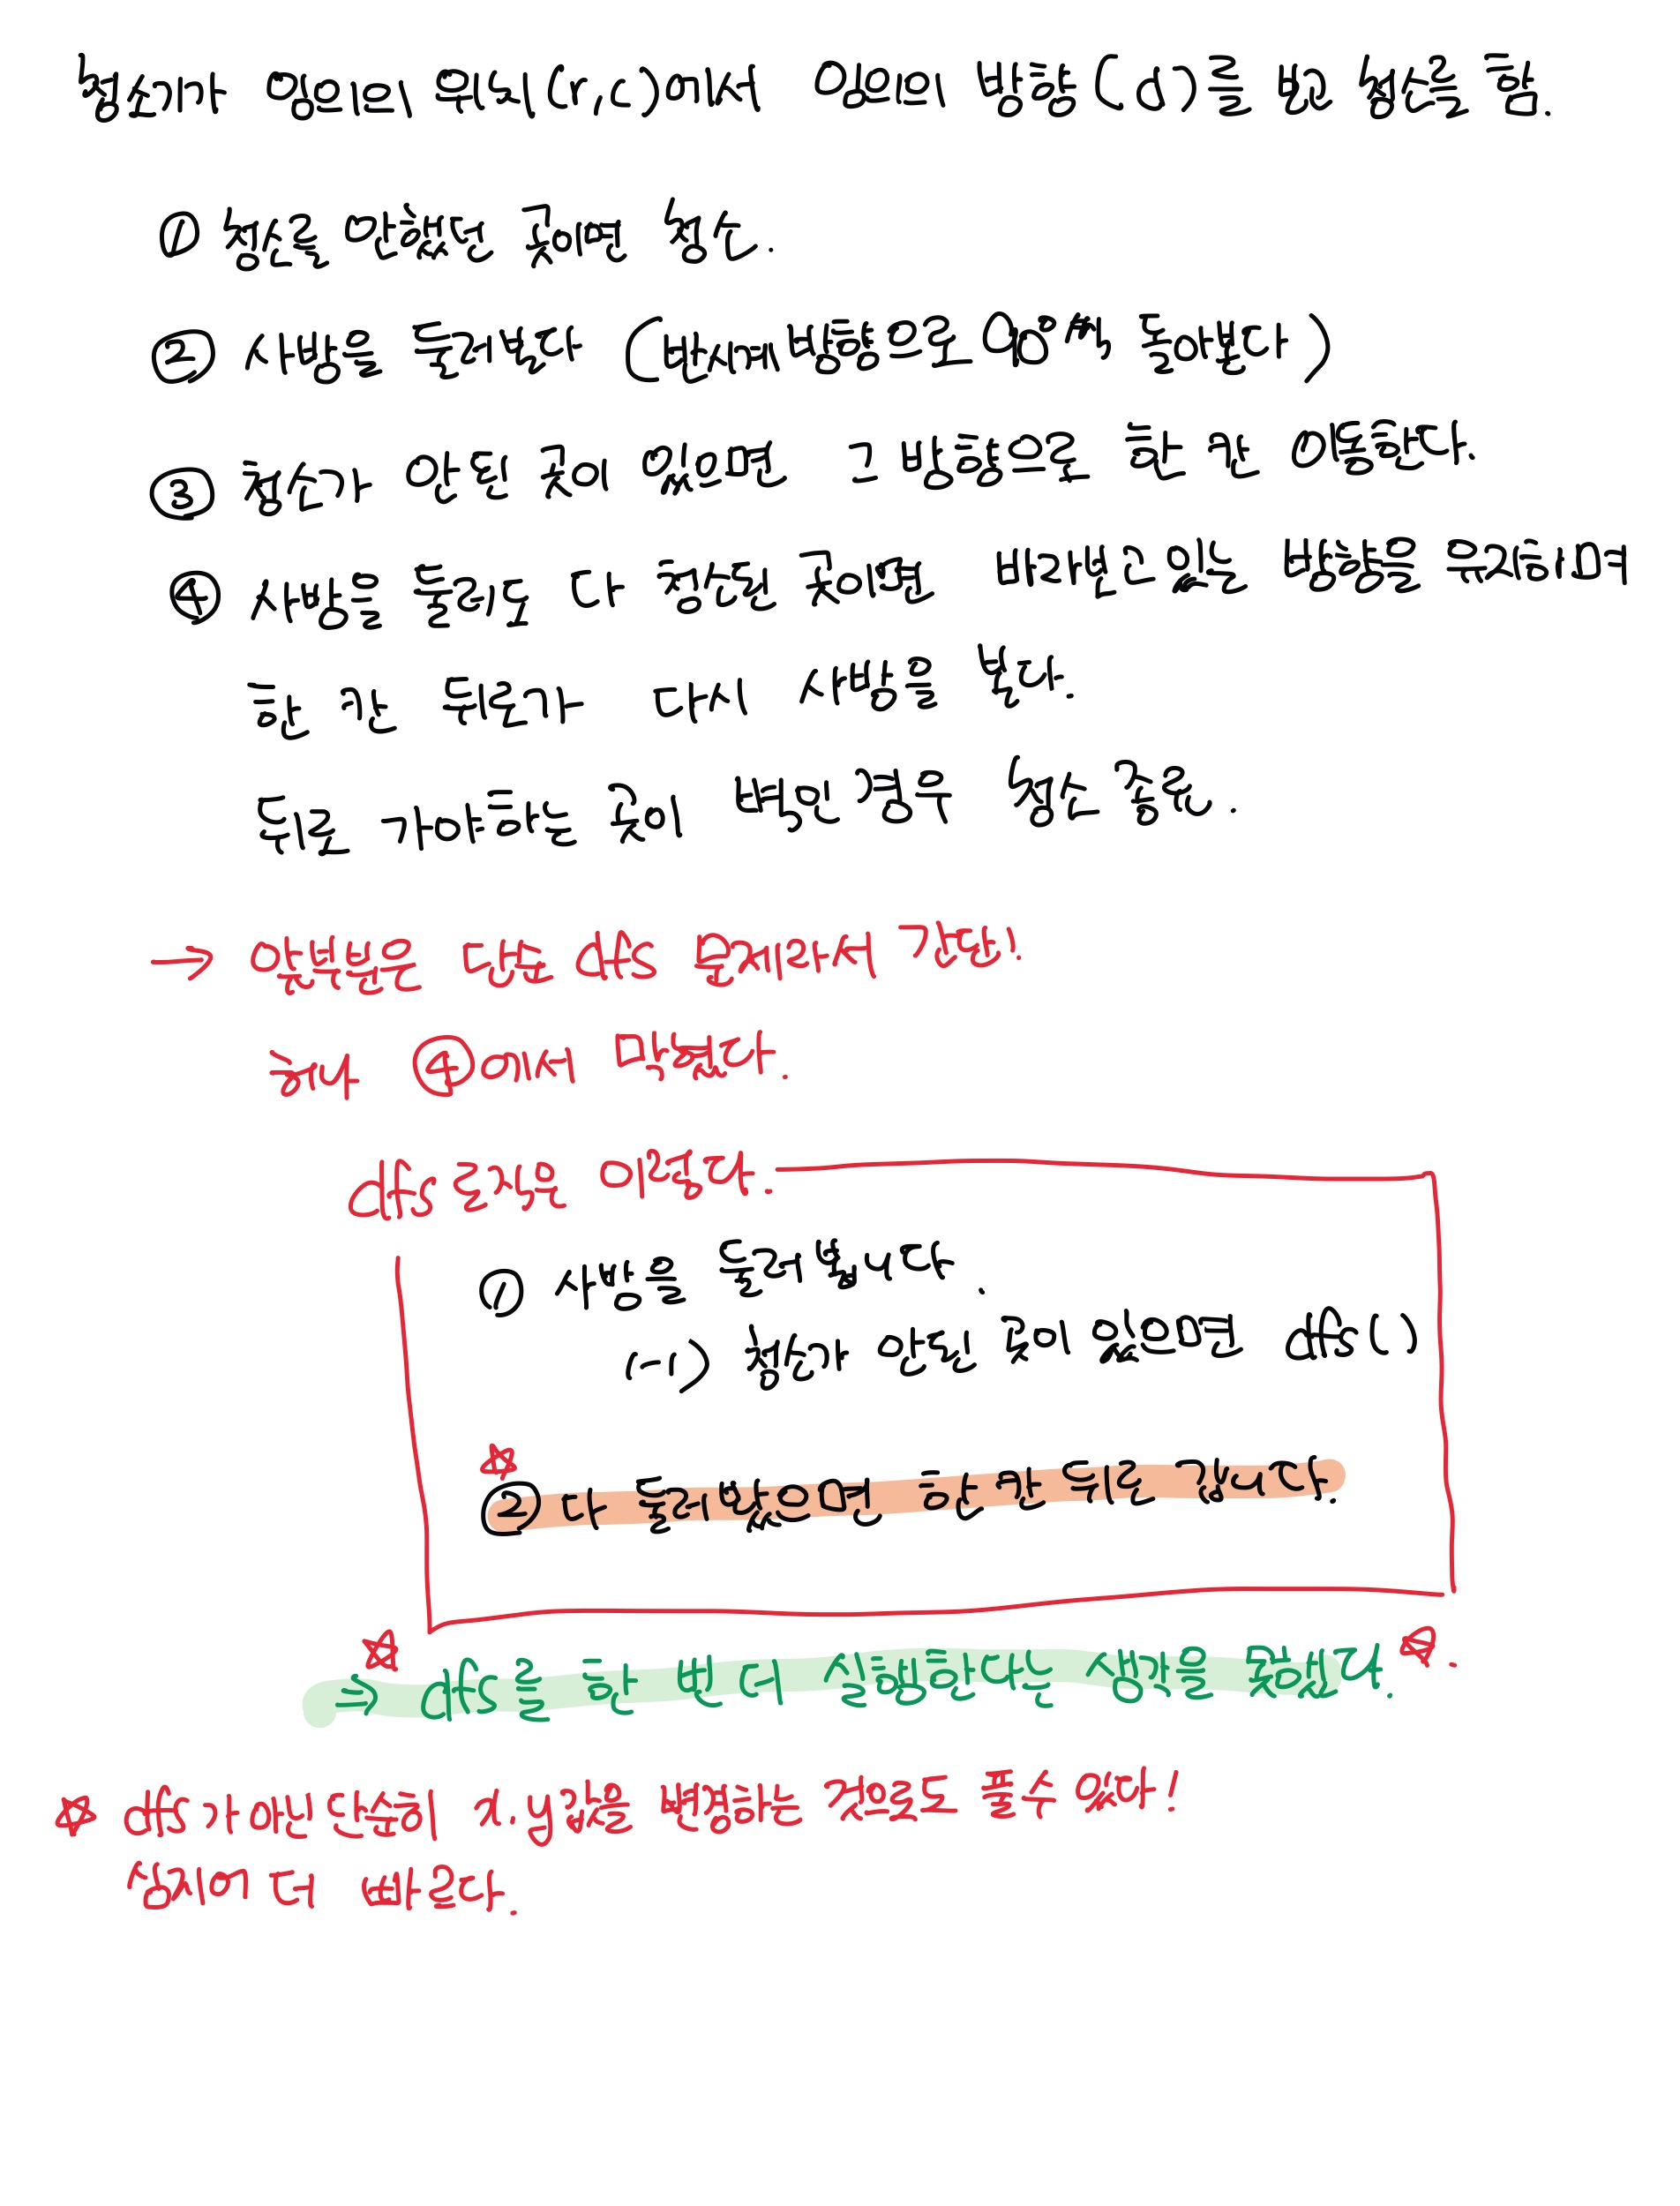 청소기가 임의의 위치(r,c)에서 임의의 방향(d)를 보고 청소를 함.
① 청소를 안했던 곳이면 청소.
② 사방을 둘러본다 (반시계방향으로 90°씩 돌아본다)
③ 청소가 안된 곳이 있으면 그 방향으로 한 칸 이동한다.
④ 사방을 둘러도 다 청소된 곳이면 바라보고 있는 방향을 유지하며
한 칸 뒤로가 다시 사방을 본다.
뒤로 가야하는 곳이 벽인 경우 청소 종료.
→ 앞부분은 단순 dfs 문제라서 간단!
허나 ④에서 막혔다.
dfs 로직은 이렇다.
① 사방을 둘러봅니다.
(-1) 청소가 안된 곳이 있으면 dfs()
☆
② 다 둘러봤으면 한 칸 뒤로 갑니다.
☆ ⇒ dfs를 한 번 더 실행한다는 생각을 못했다. ☆.
☆ dfs가 아닌 단순히 x,y값을 변경하는 것으로도 풀수 있다!
심지어 더 빠르다.